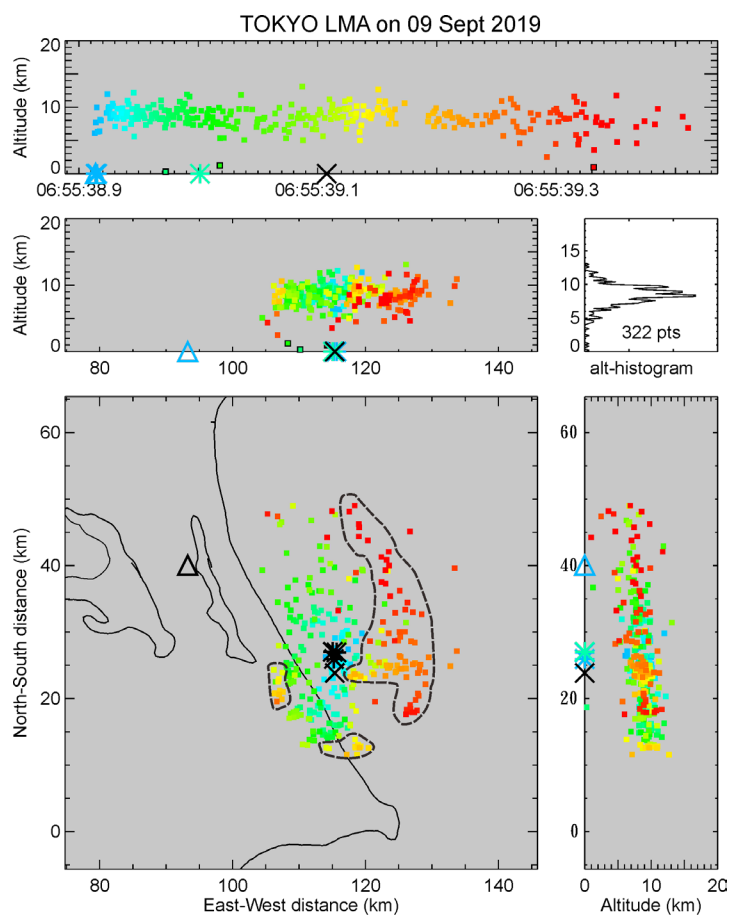 TOKYO LMA on 09 Sept 2019
Altitude (km)
20
10
0
06:55:38.9 06:55:39.1 06:55:39.3
Altitude (km)
20
10
0
80 100 120 140
15
10
5
0
322 pts
alt-histogram
North-South distance (km)
60
40
20
0
80 100 120 140
East-West distance (km)
60
40
20
0
0 10 20
Altitude (km)